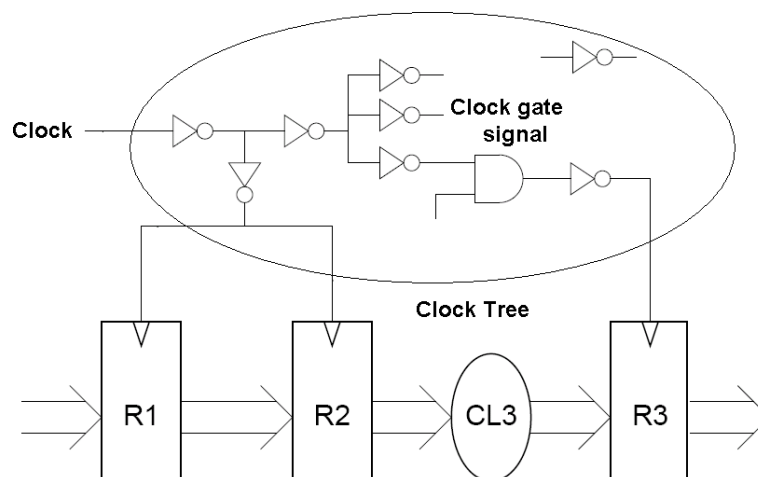 Clock
Clock gate
signal
Clock Tree
R1
R2
CL3
R3